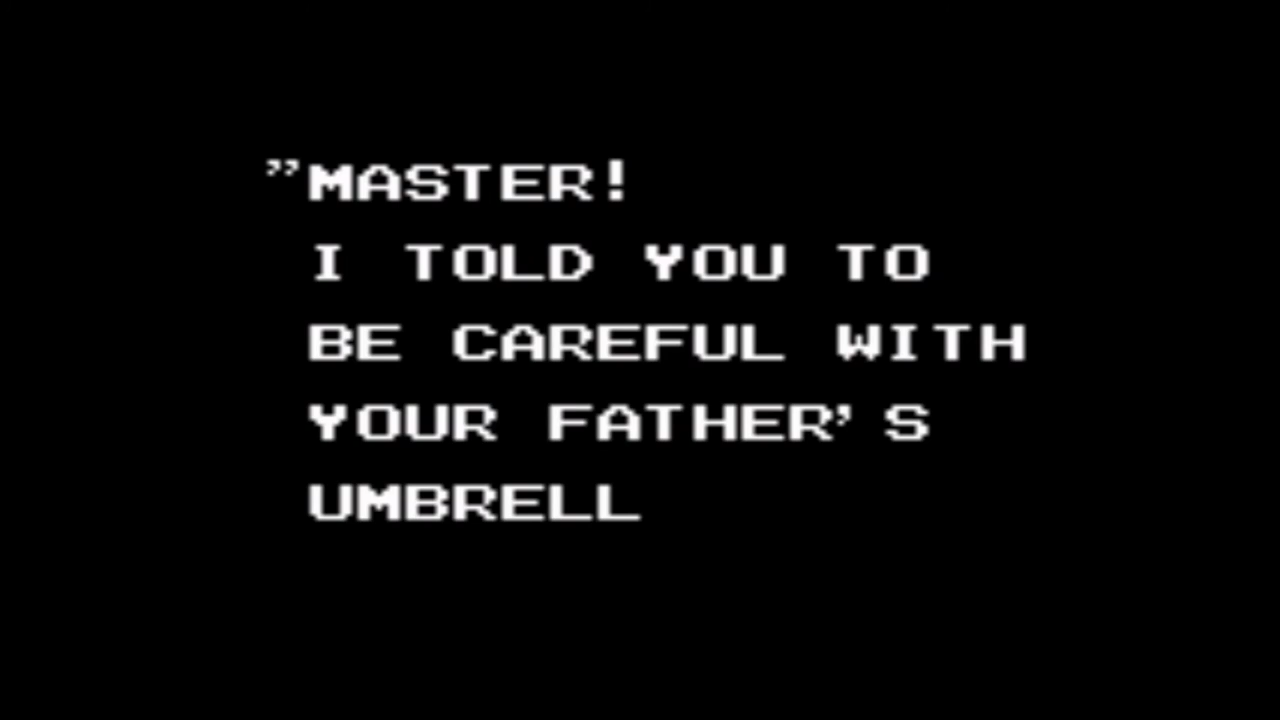 ”MASTER!
I TOLD YOU TO
BE CAREFUL WITH
YOUR FATHER’S
UMBRELL